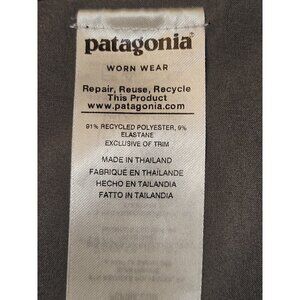 patagonia®
WORN WEAR
Repair, Reuse, Recycle
This Product
www.patagonia.com
91% RECYCLED POLYESTER, 9%
ELASTANE
EXCLUSIVE OF TRIM
MADE IN THAILAND
FABRIQUÉ EN THAÏLANDE
HECHO EN TAILANDIA
FATTO IN TAILANDIA